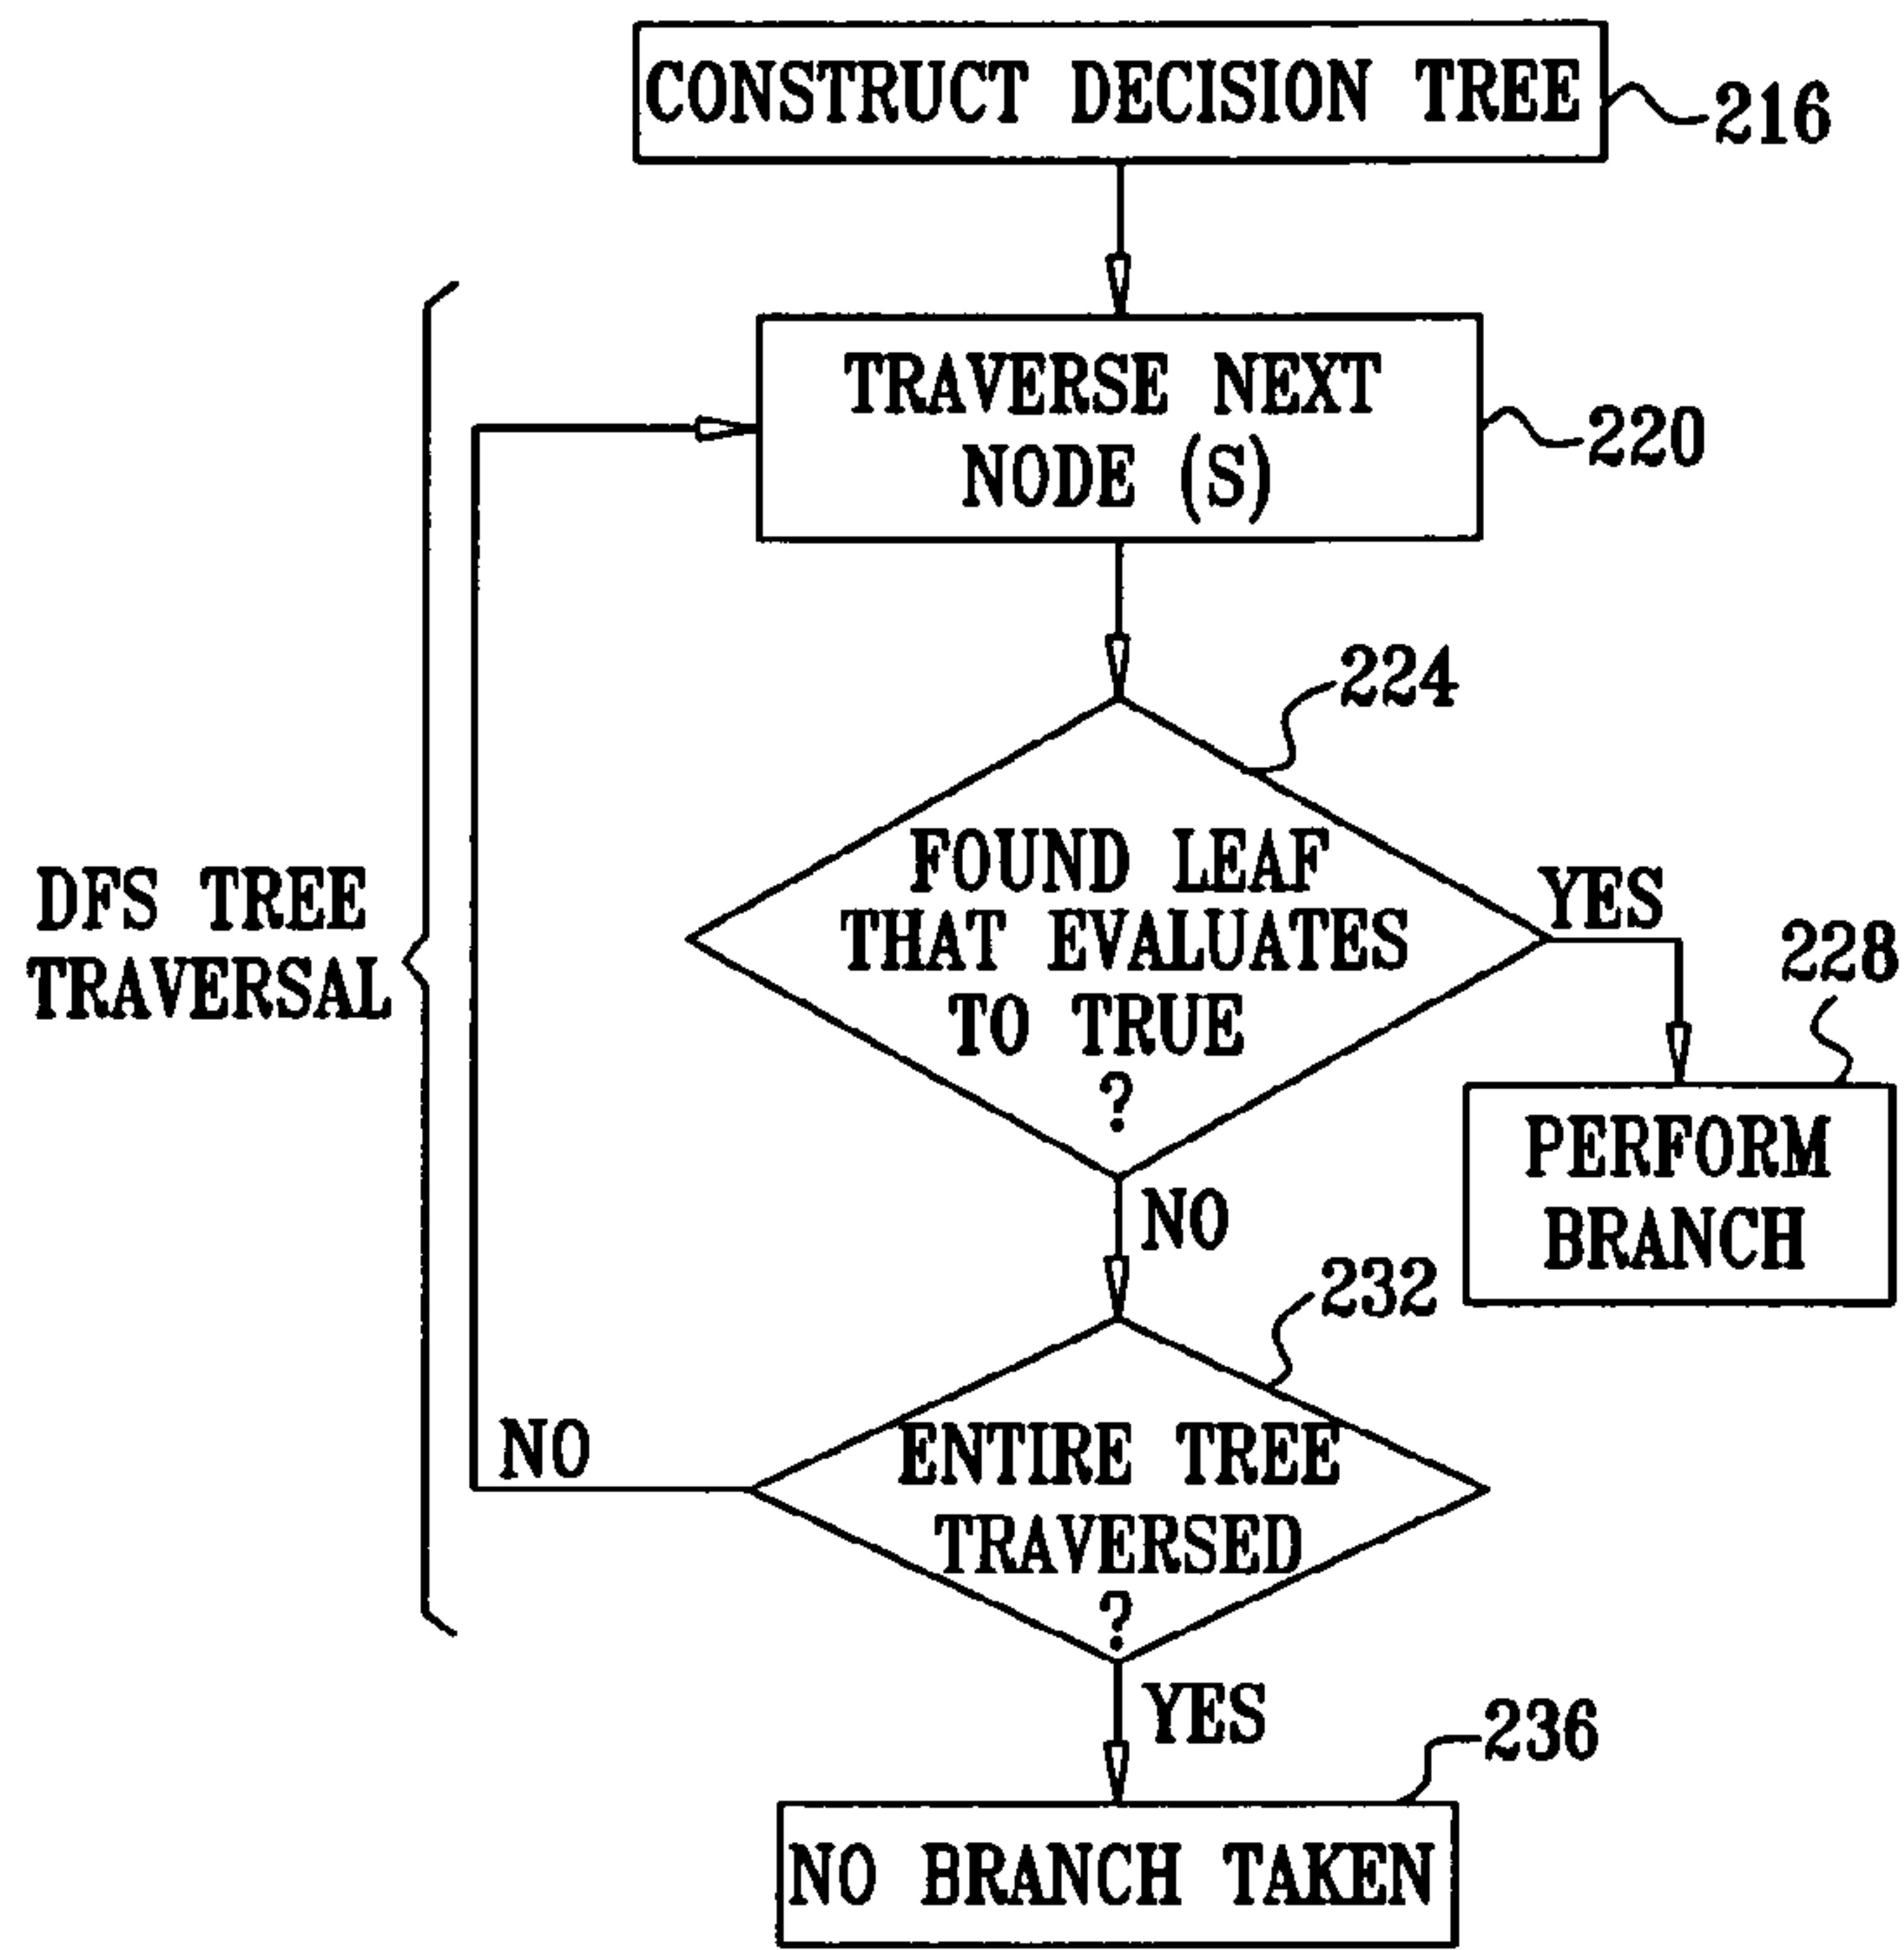 CONSTRUCT DECISION TREE
216
TRAVERSE NEXT
NODE (S)
220
224
FOUND LEAF
THAT EVALUATES
TO TRUE
?
YES
228
PERFORM
BRANCH
DFS TREE
TRAVERSAL
NO
232
ENTIRE TREE
TRAVERSED
?
NO
YES
236
NO BRANCH TAKEN